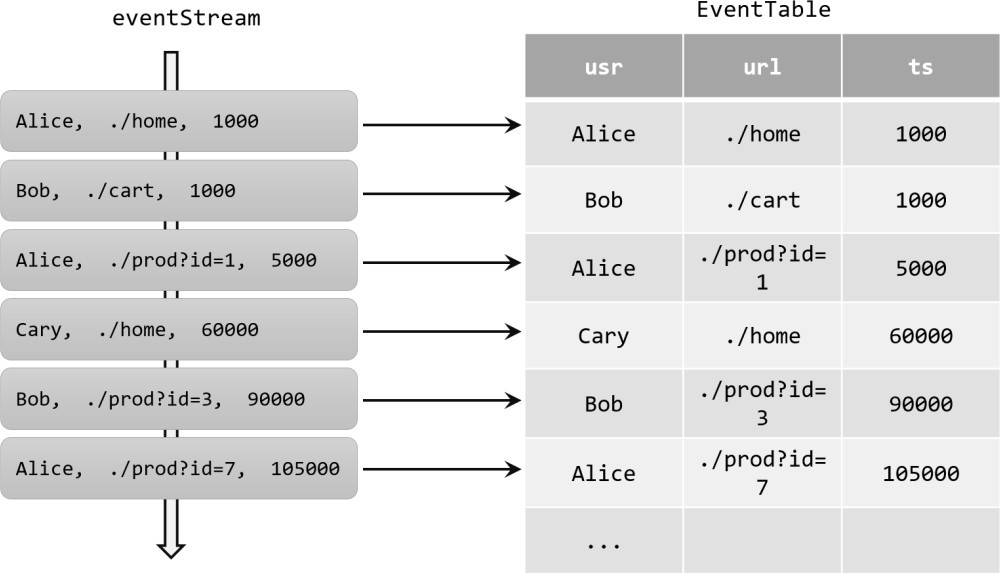 eventStream
Alice, ./home, 1000
Bob, ./cart, 1000
Alice, ./prod?id=1, 5000
Cary, ./home, 60000
Bob, ./prod?id=3, 90000
Alice, ./prod?id=7, 105000
EventTable
usr url ts
Alice ./home 1000
Bob ./cart 1000
Alice ./prod?id=
1 5000
Cary ./home 60000
Bob ./prod?id=
3 90000
Alice ./prod?id=
7 105000
...